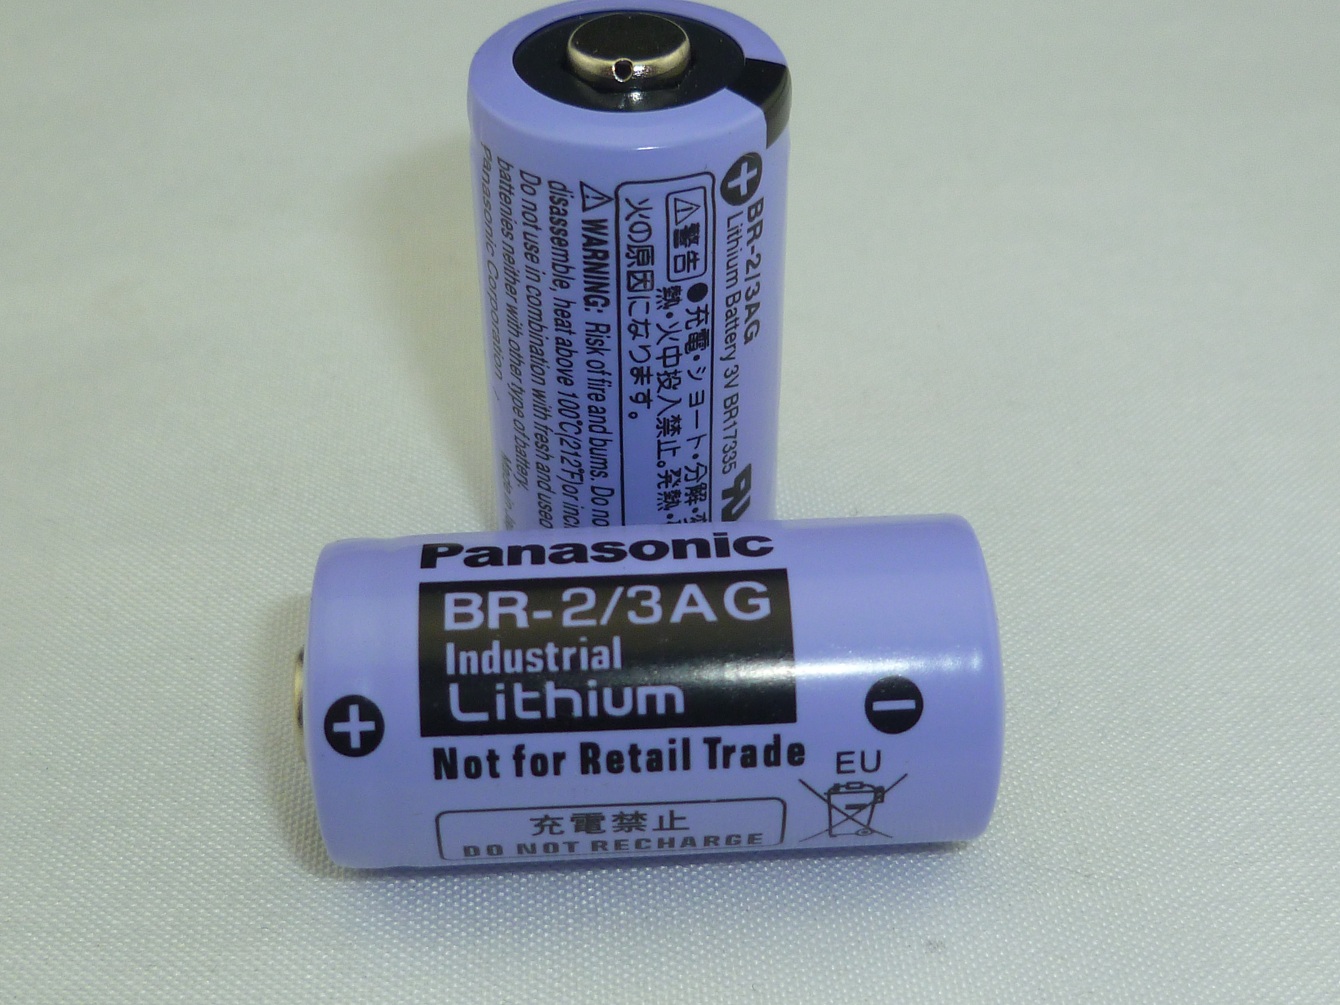 BR-2/3AG
Lithium Battery 3V BR17335
警告
●充電・ショート・分解・
熱・火中投入禁止。発熱・
火の原因になります。
WARNING: Risk of fire and burns. Do
disassemble, heat above 100°C(212°F)or
Do not use in combination with fresh and used
batteries neither with other type of battery.
Panasonic Corporation
Made in
Panasonic
BR-2/3AG
Industrial
Lithium
Not for Retail Trade
EU
充電禁止
DO NOT RECHARGE